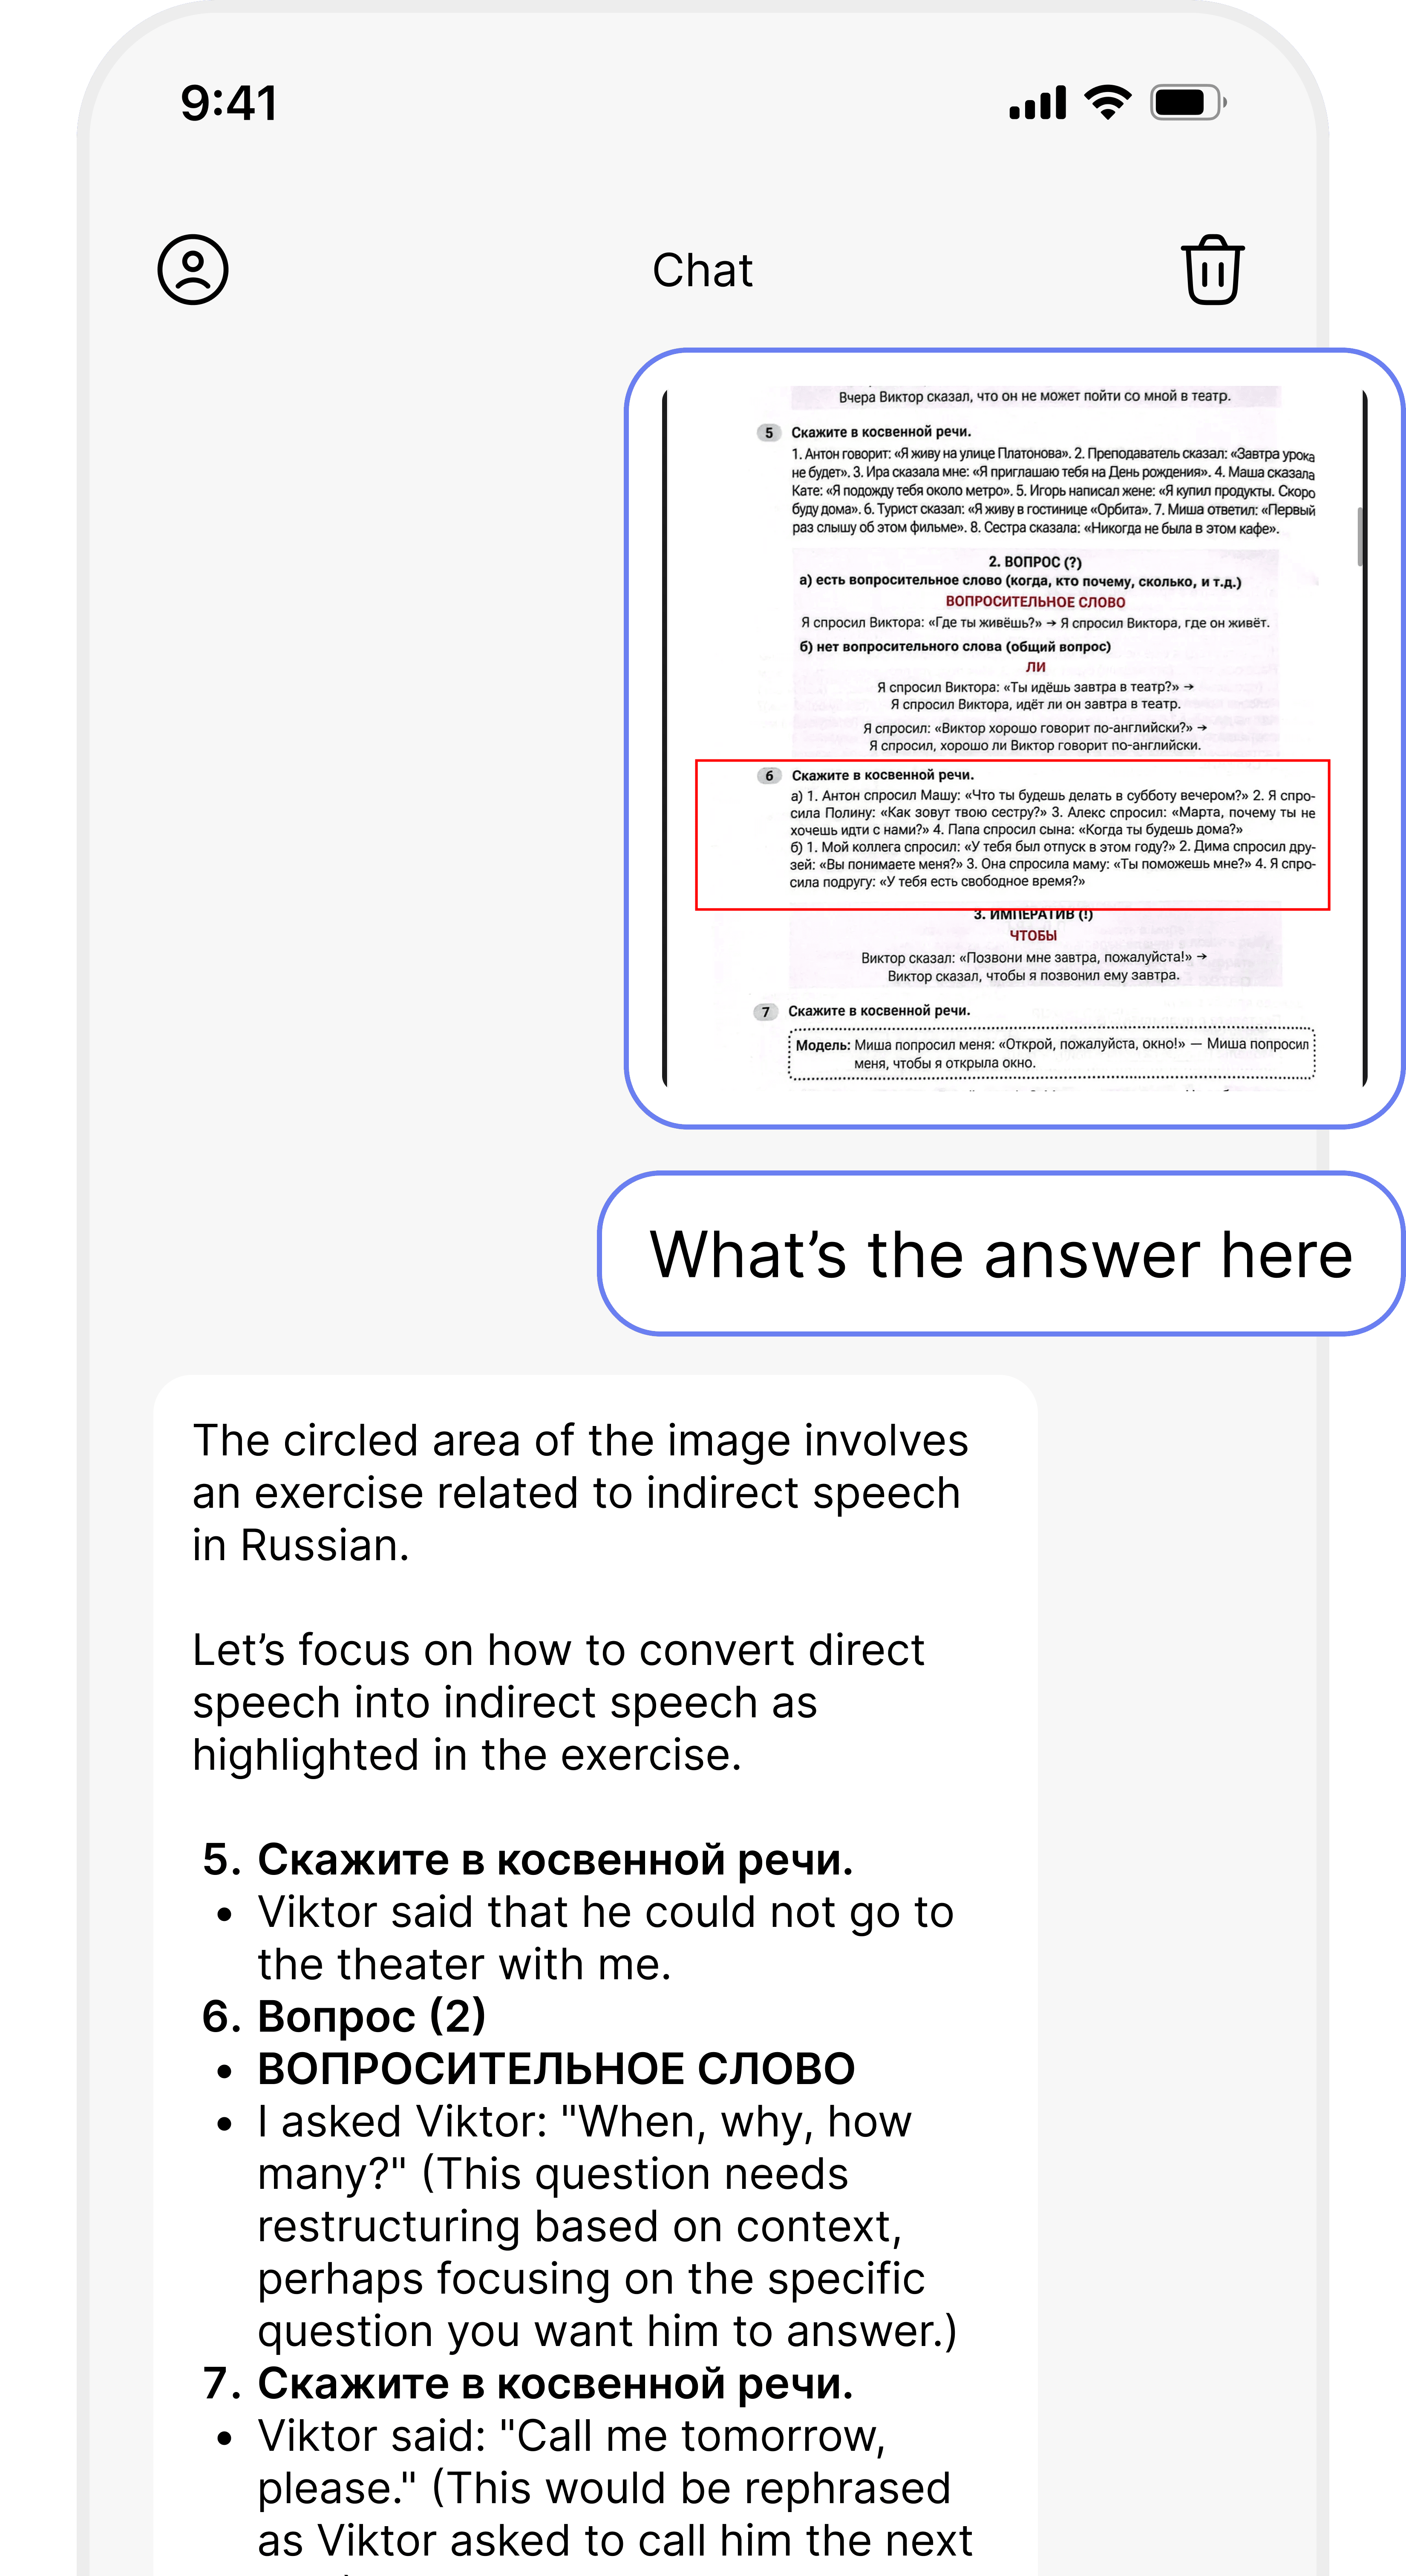 9:41
Chat
Вчера Виктор сказал, что он не может пойти со мной в театр.
5 Скажите в косвенной речи.
1. Антон говорит: «Я живу на улице Платонова». 2. Преподаватель сказал: «Завтра урока
не будет». 3. Ира сказала мне: «Я приглашаю тебя на День рождения». 4. Маша сказала
Кате: «Я подожду тебя около метро». 5. Игорь написал жене: «Я купил продукты. Скоро
буду дома». 6. Турист сказал: «Я живу в гостинице «Орбита». 7. Миша ответил: «Первый
раз слышу об этом фильме». 8. Сестра сказала: «Никогда не была в этом кафе».
2. ВОПРОС (?)
а) есть вопросительное слово (когда, кто почему, сколько, и т.д.)
ВОПРОСИТЕЛЬНОЕ СЛОВО
Я спросил Виктора: «Где ты живёшь?» → Я спросил Виктора, где он живёт.
б) нет вопросительного слова (общий вопрос)
ЛИ
Я спросил Виктора: «Ты идёшь завтра в театр?» →
Я спросил Виктора, идёт ли он завтра в театр.
Я спросил: «Виктор хорошо говорит по-английски?» →
Я спросил, хорошо ли Виктор говорит по-английски.
6 Скажите в косвенной речи.
а) 1. Антон спросил Машу: «Что ты будешь делать в субботу вечером?» 2. Я спро-
сила Полину: «Как зовут твою сестру?» 3. Алекс спросил: «Марта, почему ты не
хочешь идти с нами?» 4. Папа спросил сына: «Когда ты будешь дома?»
б) 1. Мой коллега спросил: «У тебя был отпуск в этом году?» 2. Дима спросил дру-
зей: «Вы понимаете меня?» 3. Она спросила маму: «Ты поможешь мне?» 4. Я спро-
сила подругу: «У тебя есть свободное время?»
3. ИМПЕРАТИВ (!)
ЧТОБЫ
Виктор сказал: «Позвони мне завтра, пожалуйста!» →
Виктор сказал, чтобы я позвонил ему завтра.
7 Скажите в косвенной речи.
Модель: Миша попросил меня: «Открой, пожалуйста, окно!» — Миша попросил
меня, чтобы я открыла окно.
What's the answer here
The circled area of the image involves
an exercise related to indirect speech
in Russian.
Let's focus on how to convert direct
speech into indirect speech as
highlighted in the exercise.
5. Скажите в косвенной речи.
• Viktor said that he could not go to
the theater with me.
6. Вопрос (2)
• ВОПРОСИТЕЛЬНОЕ СЛОВО
• I asked Viktor: "When, why, how
many?" (This question needs
restructuring based on context,
perhaps focusing on the specific
question you want him to answer.)
7. Скажите в косвенной речи.
• Viktor said: "Call me tomorrow,
please." (This would be rephrased
as Viktor asked to call him the next